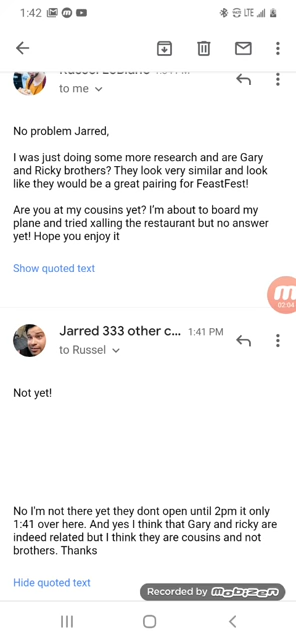 1:42
LTE
to me
No problem Jarred,
I was just doing some more research and are Gary
and Ricky brothers? They look very similar and look
like they would be a great pairing for FeastFest!
Are you at my cousins yet? I'm about to board my
plane and tried xalling the restaurant but no answer
yet! Hope you enjoy it
Show quoted text
02:04
Jarred 333 other c... 1:41 PM
to Russel
Not yet!
No I'm not there yet they dont open until 2pm it only
1:41 over here. And yes I think that Gary and ricky are
indeed related but I think they are cousins and not
brothers. Thanks
Hide quoted text
Recorded by mobizen